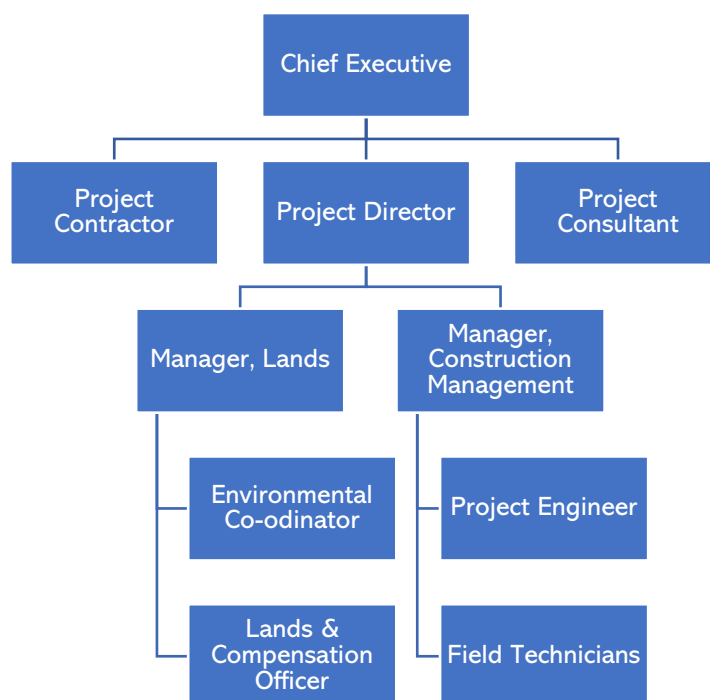 Chief Executive
Project
Contractor
Project Director
Project
Consultant
Manager, Lands
Manager,
Construction
Management
Environmental
Co-odinator
Project Engineer
Lands &
Compensation
Officer
Field Technicians